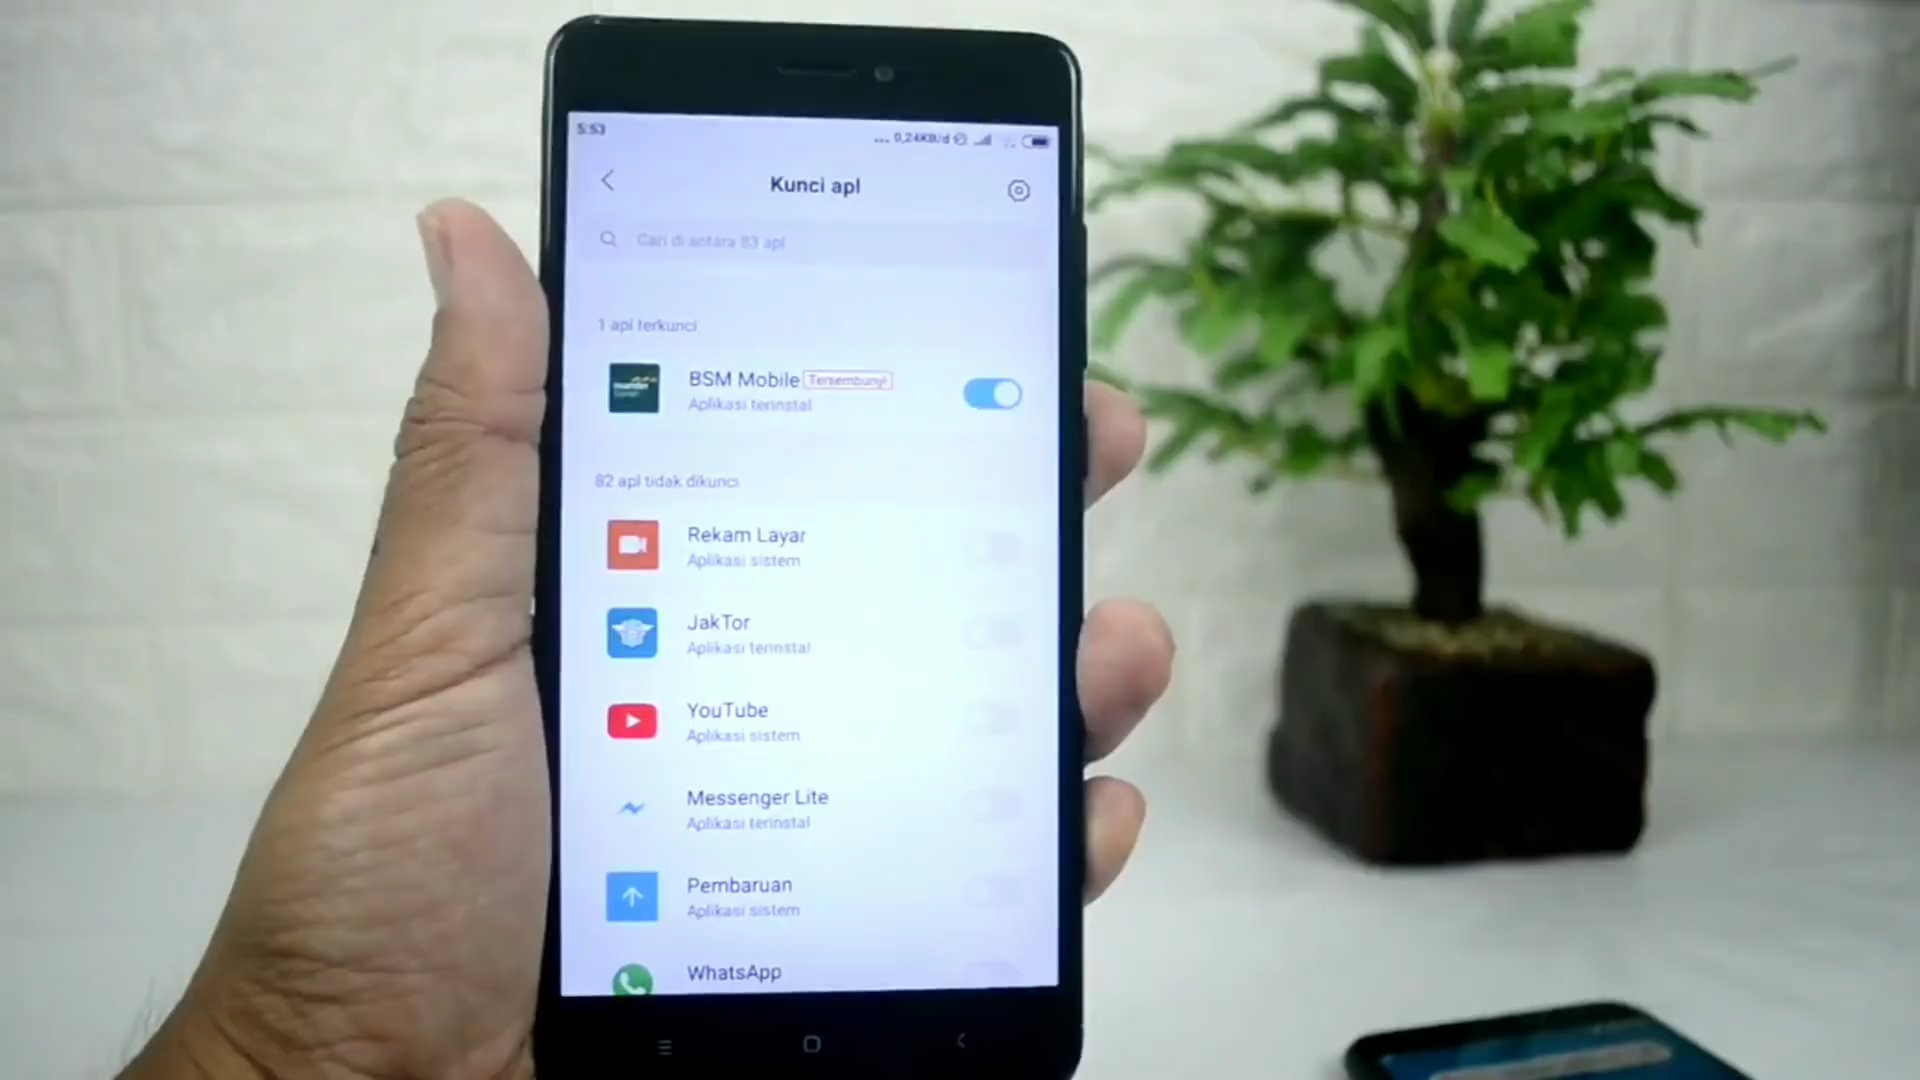 5:53
... 0,24KB/d
Kunci apl
Cari di antara 83 apl
1 apl terkunci
BSM Mobile Tersembunyi
Aplikasi terinstal
82 apl tidak dikunci
Rekam Layar
Aplikasi sistem
JakTor
Aplikasi terinstal
YouTube
Aplikasi sistem
Messenger Lite
Aplikasi terinstal
Pembaruan
Aplikasi sistem
WhatsApp